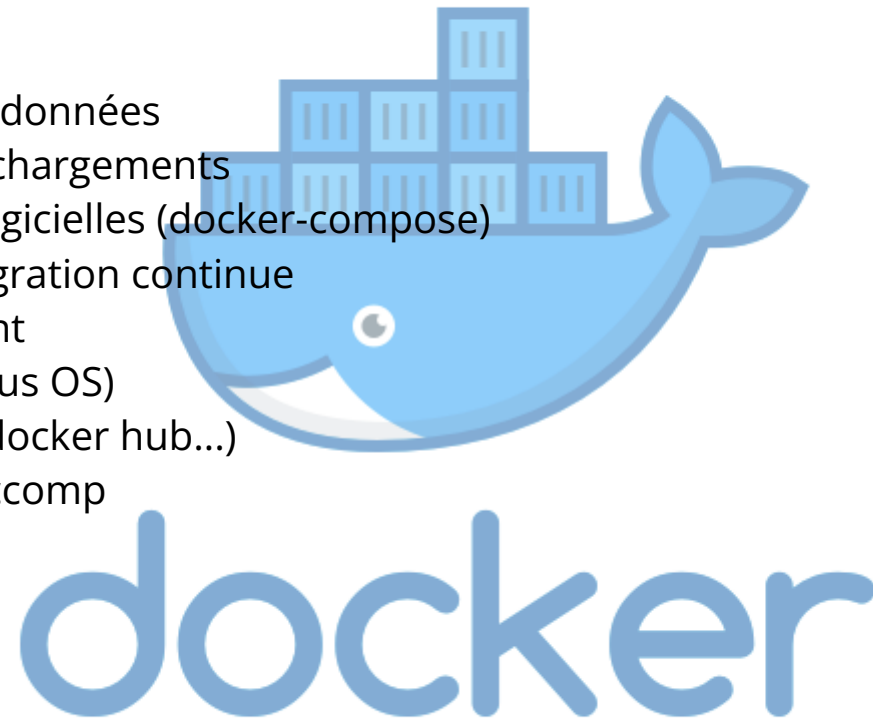 données
chargements
gicielles (docker-compose)
gration continue
nt
us OS)
docker hub...)
comp
docker